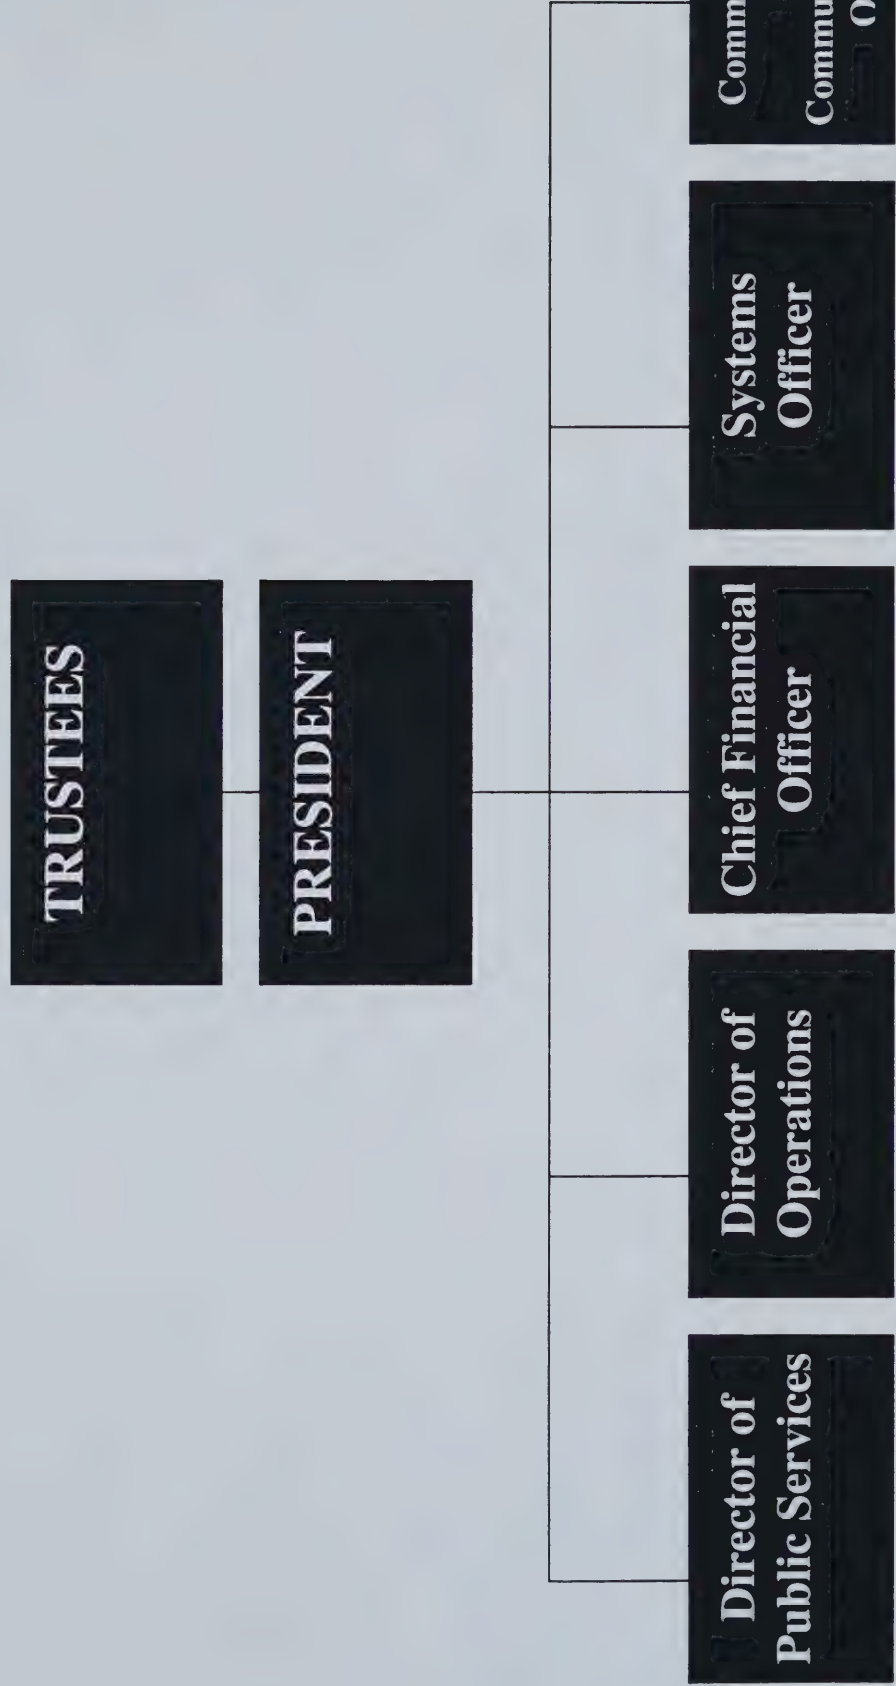 TRUSTEES
PRESIDENT
Director of
Public Services
Director of
Operations
Chief Financial
Officer
Systems
Officer